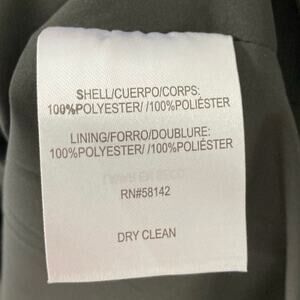 SHELL/CUERPO/CORPS:
100%POLYESTER/ /100%POLIÉSTER
LINING/FORRO/DOUBLURE:
100%POLYESTER/ /100%POLIÉSTER
RN#58142
DRY CLEAN